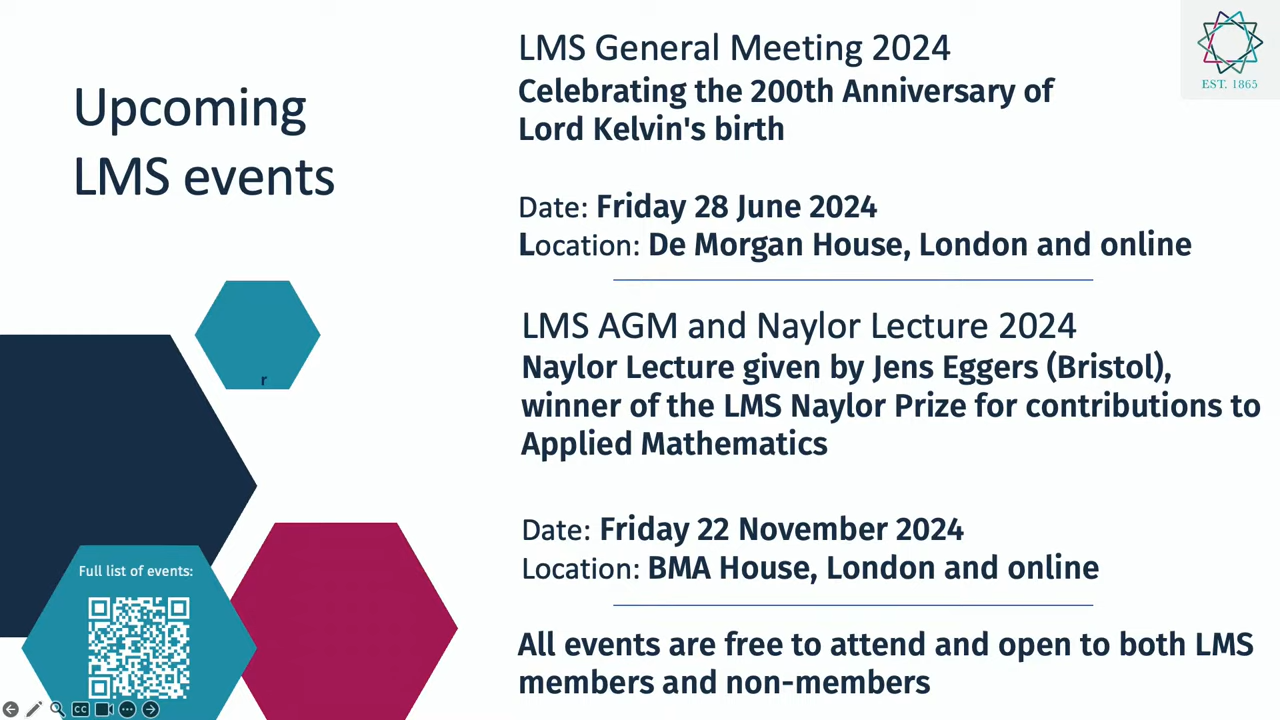 Upcoming
LMS events
LMS General Meeting 2024
Celebrating the 200th Anniversary of
Lord Kelvin's birth
Date: Friday 28 June 2024
Location: De Morgan House, London and online
LMS AGM and Naylor Lecture 2024
Naylor Lecture given by Jens Eggers (Bristol),
winner of the LMS Naylor Prize for contributions to
Applied Mathematics
Date: Friday 22 November 2024
Location: BMA House, London and online
All events are free to attend and open to both LMS
members and non-members
EST. 1865
r
Full list of events:
CC